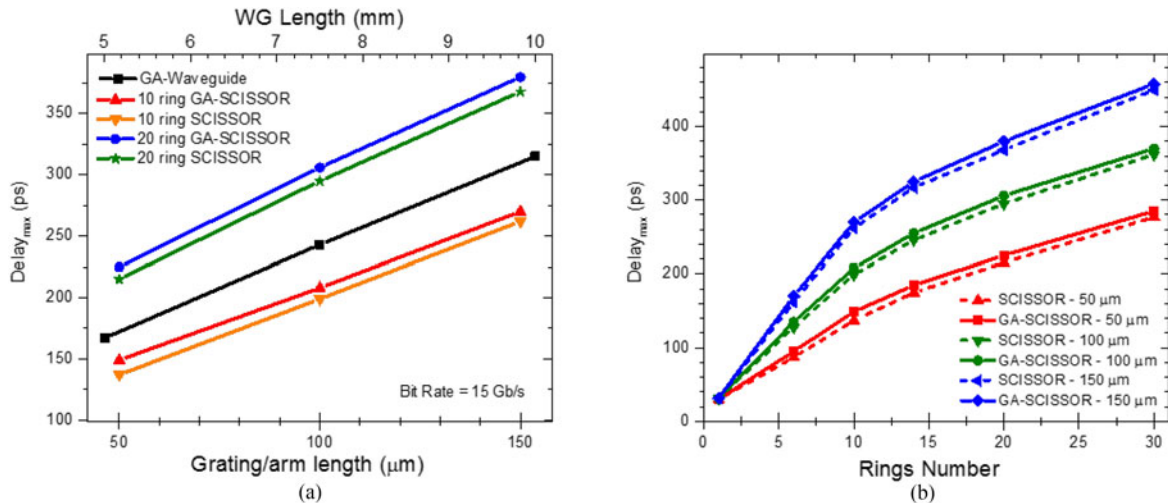 WG Length (mm)
5 6 7 8 9 10
GA-Waveguide
10 ring GA-SCISSOR
10 ring SCISSOR
20 ring GA-SCISSOR
20 ring SCISSOR
Delay_max (ps)
350
300
250
200
150
100
Bit Rate = 15 Gb/s
50 100 150
Grating/arm length (μm)
(a)
Delay_max (ps)
400
300
200
100
0
SCISSOR - 50 μm
GA-SCISSOR - 50 μm
SCISSOR - 100 μm
GA-SCISSOR - 100 μm
SCISSOR - 150 μm
GA-SCISSOR - 150 μm
0 5 10 15 20 25 30
Rings Number
(b)